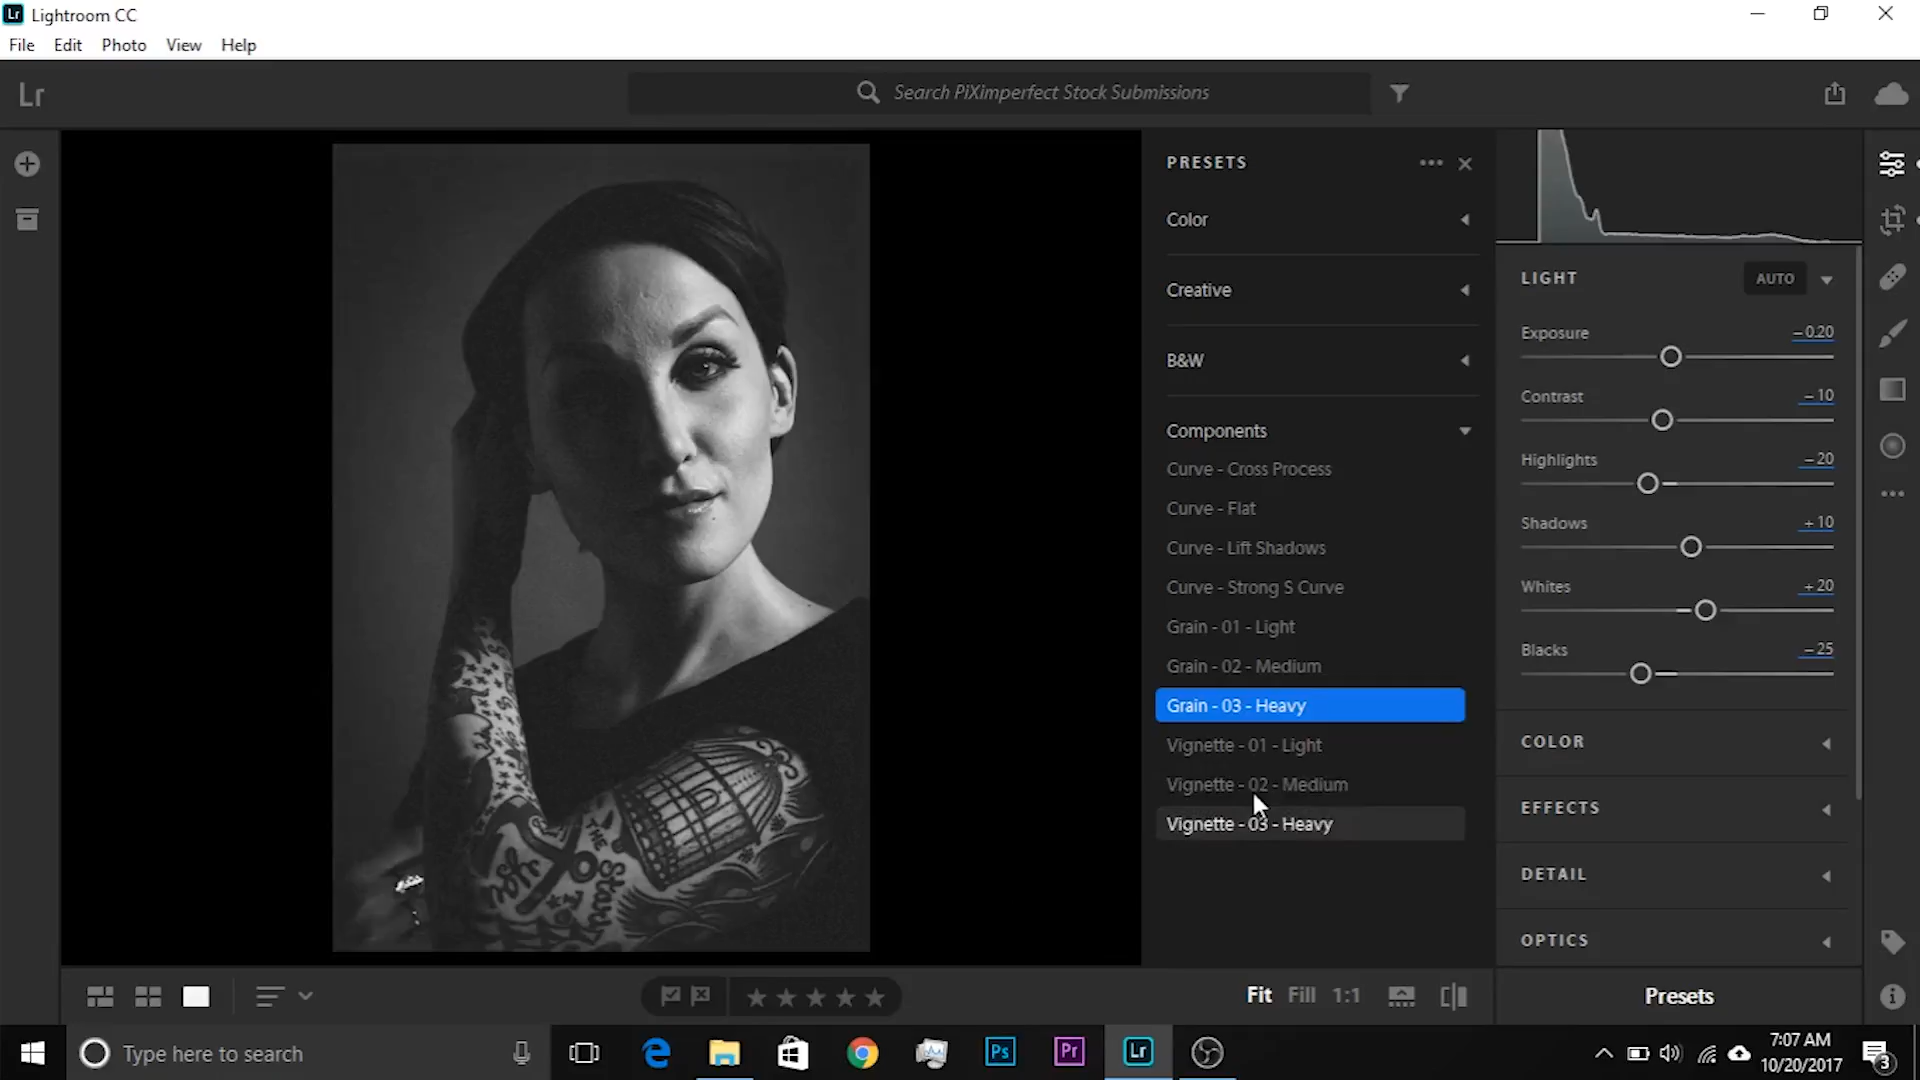 Lr Lightroom CC
File Edit Photo View Help
Lr
Search PiXimperfect Stock Submissions
PRESETS
Color
Creative
B&W
Components
Curve - Cross Process
Curve - Flat
Curve - Lift Shadows
Curve - Strong S Curve
Grain - 01 - Light
Grain - 02 - Medium
Grain - 03 - Heavy
Vignette - 01 - Light
Vignette - 02 - Medium
Vignette - 03 - Heavy
LIGHT AUTO
Exposure – 0.20
Contrast – 10
Highlights – 20
Shadows + 10
Whites + 20
Blacks – 25
COLOR
EFFECTS
DETAIL
OPTICS
THE
Fit Fill 1:1
Presets
Type here to search
Ps Pr Lr
7:07 AM
10/20/2017
3